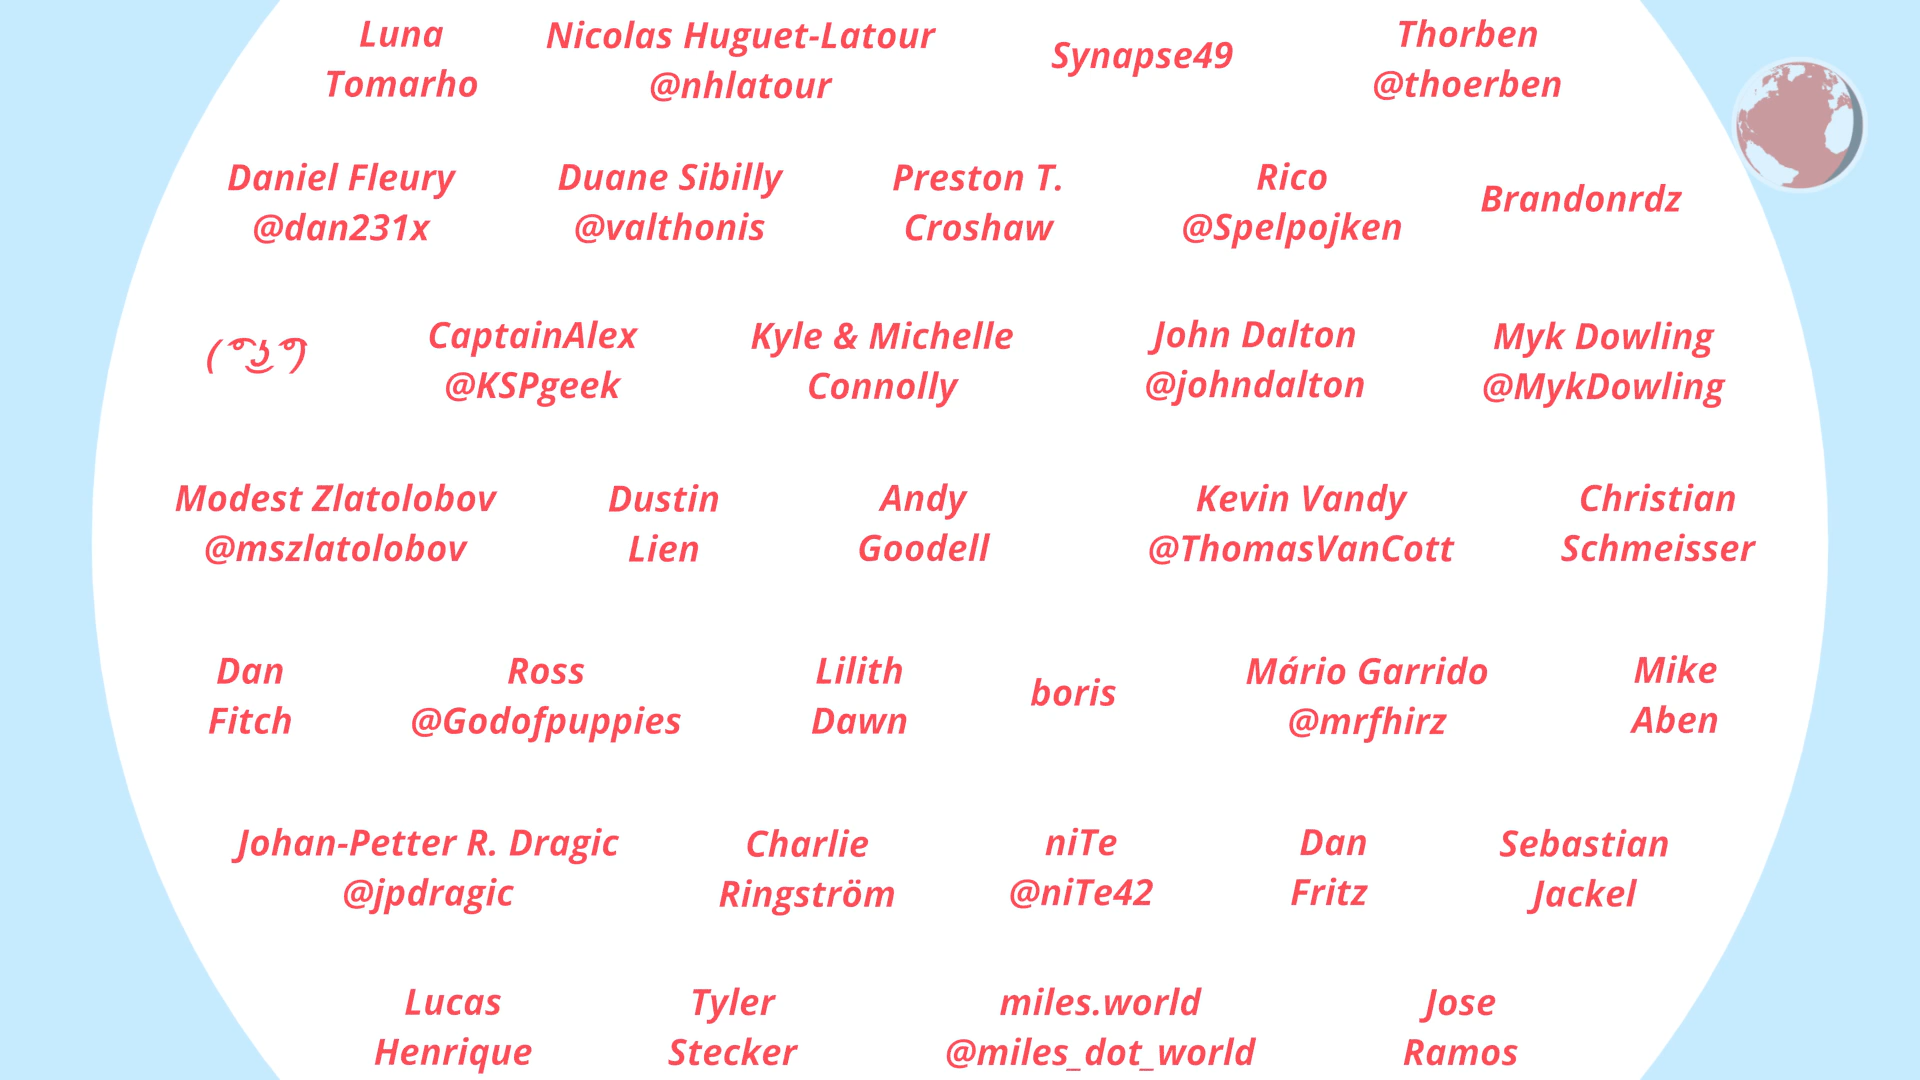 Luna
Tomarho
Nicolas Huguet-Latour
@nhlatour
Synapse49
Thorben
@thoerben
Daniel Fleury
@dan231x
Duane Sibilly
@valthonis
Preston T.
Croshaw
Rico
@Spelpojken
Brandonrdz
( ͡° ͜ʖ ͡°)
CaptainAlex
@KSPgeek
Kyle & Michelle
Connolly
John Dalton
@johndalton
Myk Dowling
@MykDowling
Modest Zlatolobov
@mszlatolobov
Dustin
Lien
Andy
Goodell
Kevin Vandy
@ThomasVanCott
Christian
Schmeisser
Dan
Fitch
Ross
@Godofpuppies
Lilith
Dawn
boris
Mário Garrido
@mrfhirz
Mike
Aben
Johan-Petter R. Dragic
@jpdragic
Charlie
Ringström
niTe
@niTe42
Dan
Fritz
Sebastian
Jackel
Lucas
Henrique
Tyler
Stecker
miles.world
@miles_dot_world
Jose
Ramos